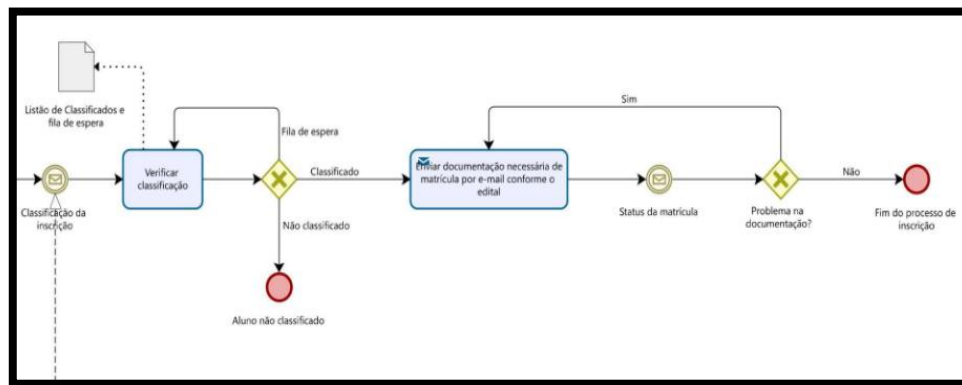 Listão de Classificados e
fila de espera
Classificação da
inscrição
Verificar
classificação
Fila de espera
Classificado
Não classificado
Aluno não classificado
Enviar documentação necessária de
matrícula por e-mail conforme o
edital
Sim
Status da matrícula
Problema na
documentação?
Não
Fim do processo de
inscrição